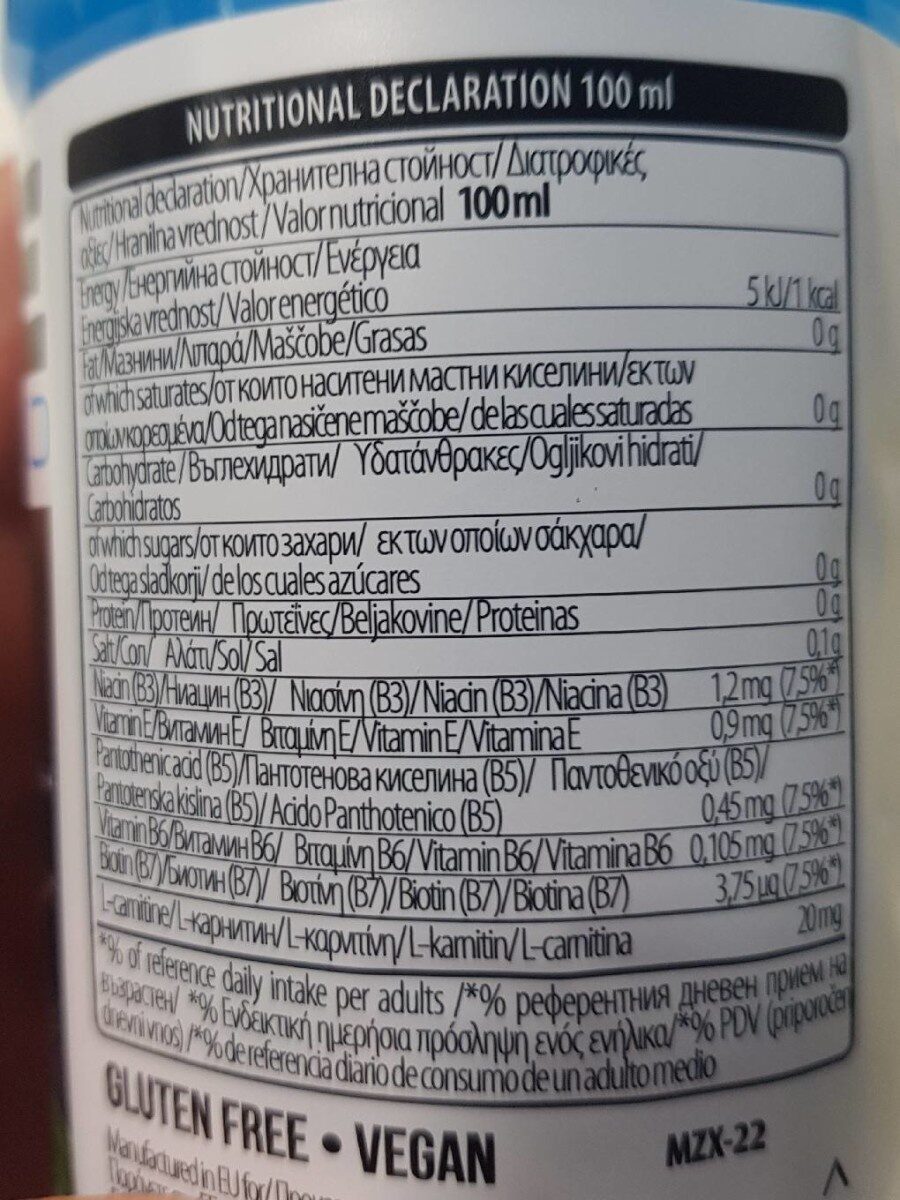 NUTRITIONAL DECLARATION 100 ml
Nutritional declaration/Хранителна стойност/Διατροφικές
αξίες/Hranilna vrednost/Valor nutricional 100 ml
Energy/Енергийна стойност/Ενέργεια
Energijska vrednost/Valor energético 5 kJ/1 kcal
Fat/Мазнини/Λιπαρά/Maščobe/Grasas 0 g
of which saturates/от които наситени мастни киселини/εκ των
οποίων κορεσμένα/Od tega nasičene maščobe/de las cuales saturadas 0 g
Carbohydrate/Въглехидрати/ Υδατάνθρακες/Ogljikovi hidrati/
Carbohidratos 0 g
of which sugars/от които захари/ εκ των οποίων σάκχαρα/
Od tega sladkorji/de los cuales azúcares 0 g
Protein/Протеин/ Πρωτεΐνες/Beljakovine/Proteinas 0 g
Salt/Сол/ Αλάτι/Sol/Sal 0,1 g
Niacin (B3)/Ниацин (B3)/ Νιασίνη (B3)/Niacin (B3)/Niacina (B3) 1,2 mg (7,5%*)
Vitamin E/Витамин E/ Βιταμίνη E/Vitamin E/Vitamina E 0,9 mg (7,5%*)
Pantothenic acid (B5)/Пантотенова киселина (B5)/ Παντοθενικό οξύ (B5)/
Pantotenska kislina (B5)/Acido Panthotenico (B5) 0,45 mg (7,5%*)
Vitamin B6/Витамин B6/ Βιταμίνη B6/Vitamin B6/Vitamina B6 0,105 mg (7,5%*)
Biotin (B7)/Биотин (B7)/ Βιοτίνη (B7)/Biotin (B7)/Biotina (B7) 3,75 µg (7,5%*)
L-carnitine/L-карнитин/L-καρνιτίνη/L-karnitin/L-carnitina 20 mg
*% of reference daily intake per adults /*% референтния дневен прием на
възрастен/ *% Ενδεικτική ημερήσια πρόσληψη ενός ενήλικα/*% PDV (priporočen
dnevni vnos)/*% de referencia diario de consumo de un adulto medio
GLUTEN FREE • VEGAN
MZX-22
Manufactured in EU for/